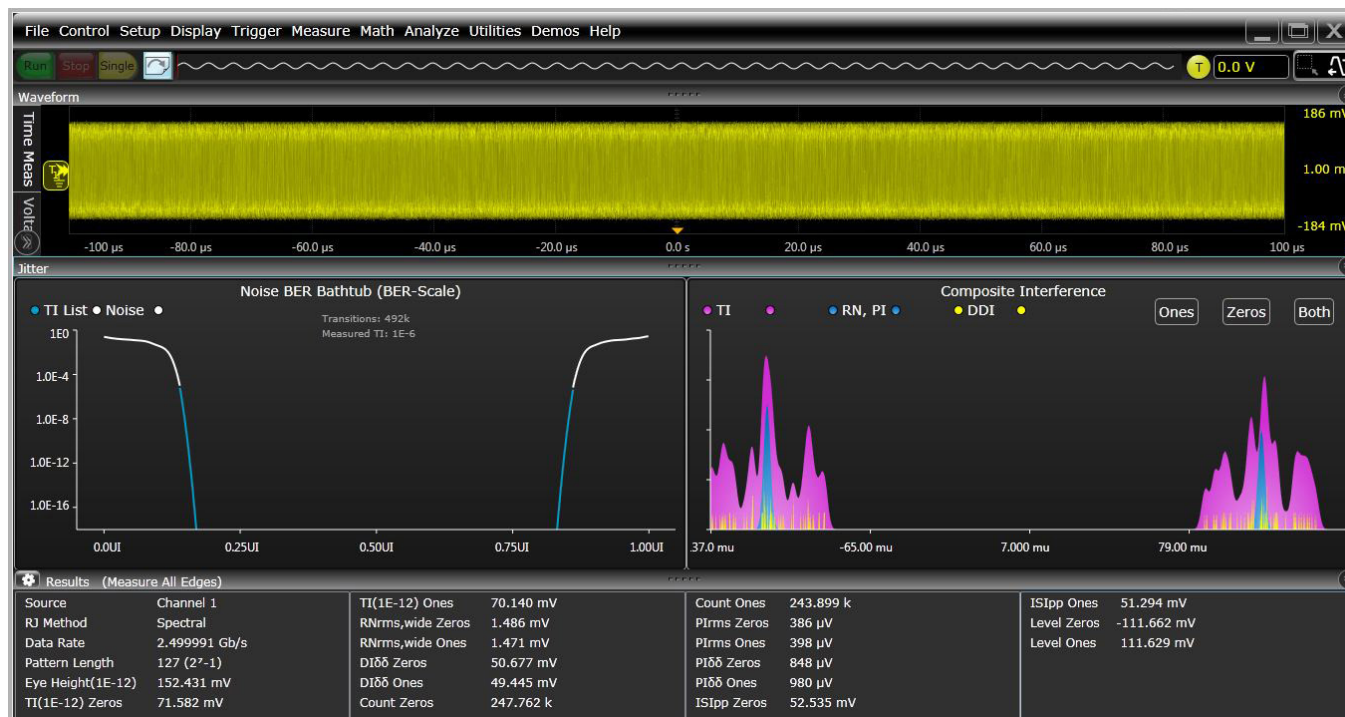 File Control Setup Display Trigger Measure Math Analyze Utilities Demos Help
Run Stop Single T 0.0 V
Waveform
Time Meas
Volta
186 mV
1.00 m
-184 mV
-100 µs -80.0 µs -60.0 µs -40.0 µs -20.0 µs 0.0 s 20.0 µs 40.0 µs 60.0 µs 80.0 µs 100 µs
Jitter
Noise BER Bathtub (BER-Scale)
TI List Noise
Transitions: 492k
Measured TI: 1E-6
1E0
1.0E-4
1.0E-8
1.0E-12
1.0E-16
0.0UI 0.25UI 0.50UI 0.75UI 1.00UI
Composite Interference
TI RN, PI DDI
Ones Zeros Both
37.0 mu -65.00 mu 7.000 mu 79.00 mu
Results (Measure All Edges)
Source Channel 1
RJ Method Spectral
Data Rate 2.499991 Gb/s
Pattern Length 127 (2⁷-1)
Eye Height(1E-12) 152.431 mV
TI(1E-12) Zeros 71.582 mV
TI(1E-12) Ones 70.140 mV
RNrms,wide Zeros 1.486 mV
RNrms,wide Ones 1.471 mV
DIδδ Zeros 50.677 mV
DIδδ Ones 49.445 mV
Count Zeros 247.762 k
Count Ones 243.899 k
PIrms Zeros 386 µV
PIrms Ones 398 µV
PIδδ Zeros 848 µV
PIδδ Ones 980 µV
ISIpp Zeros 52.535 mV
ISIpp Ones 51.294 mV
Level Zeros -111.662 mV
Level Ones 111.629 mV